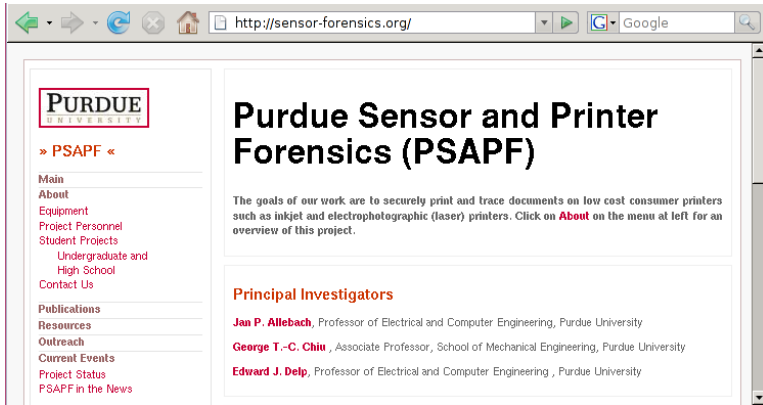 http://sensor-forensics.org/
G
Google
PURDUE
UNIVERSITY
» PSAPF «
Main
About
Equipment
Project Personnel
Student Projects
Undergraduate and
High School
Contact Us
Publications
Resources
Outreach
Current Events
Project Status
PSAPF in the News
Purdue Sensor and Printer
Forensics (PSAPF)
The goals of our work are to securely print and trace documents on low cost consumer printers
such as inkjet and electrophotographic (laser) printers. Click on About on the menu at left for an
overview of this project.
Principal Investigators
Jan P. Allebach, Professor of Electrical and Computer Engineering, Purdue University
George T.-C. Chiu , Associate Professor, School of Mechanical Engineering, Purdue University
Edward J. Delp, Professor of Electrical and Computer Engineering , Purdue University